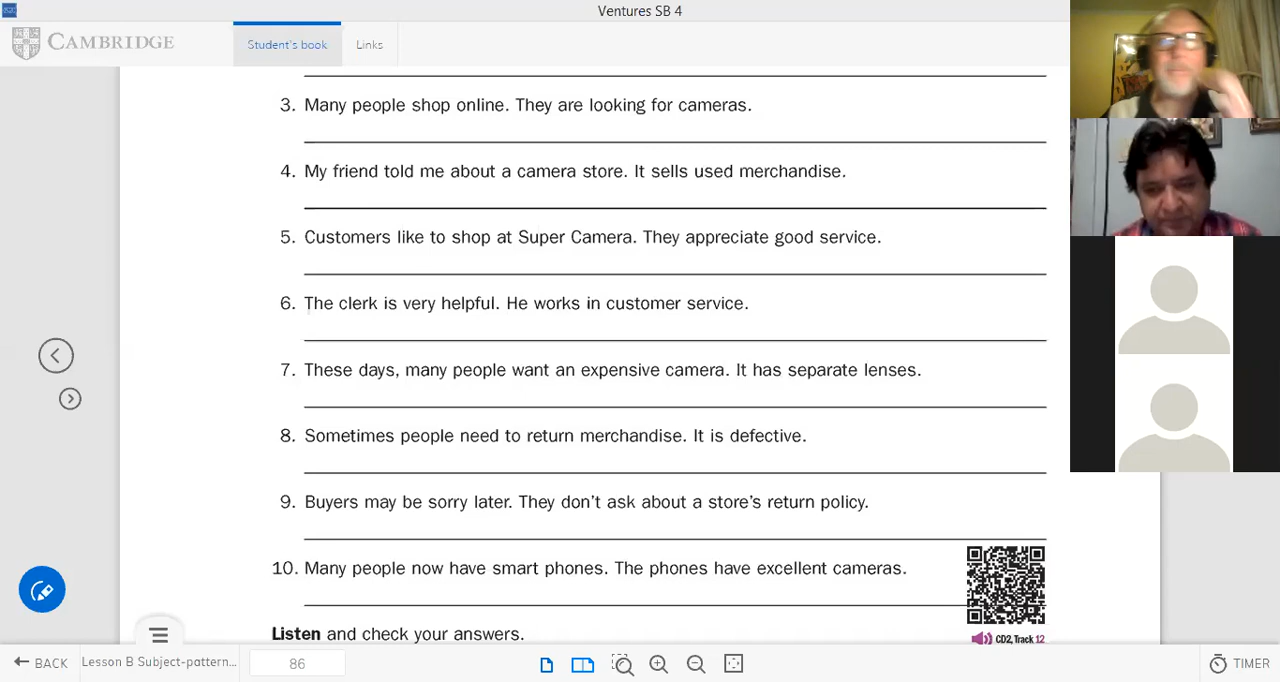 Ventures SB 4
CAMBRIDGE
Student's book
Links
3. Many people shop online. They are looking for cameras.
4. My friend told me about a camera store. It sells used merchandise.
5. Customers like to shop at Super Camera. They appreciate good service.
6. The clerk is very helpful. He works in customer service.
7. These days, many people want an expensive camera. It has separate lenses.
8. Sometimes people need to return merchandise. It is defective.
9. Buyers may be sorry later. They don't ask about a store's return policy.
10. Many people now have smart phones. The phones have excellent cameras.
Listen and check your answers.
CD2, Track 12
BACK
Lesson B Subject-pattern...
86
TIMER